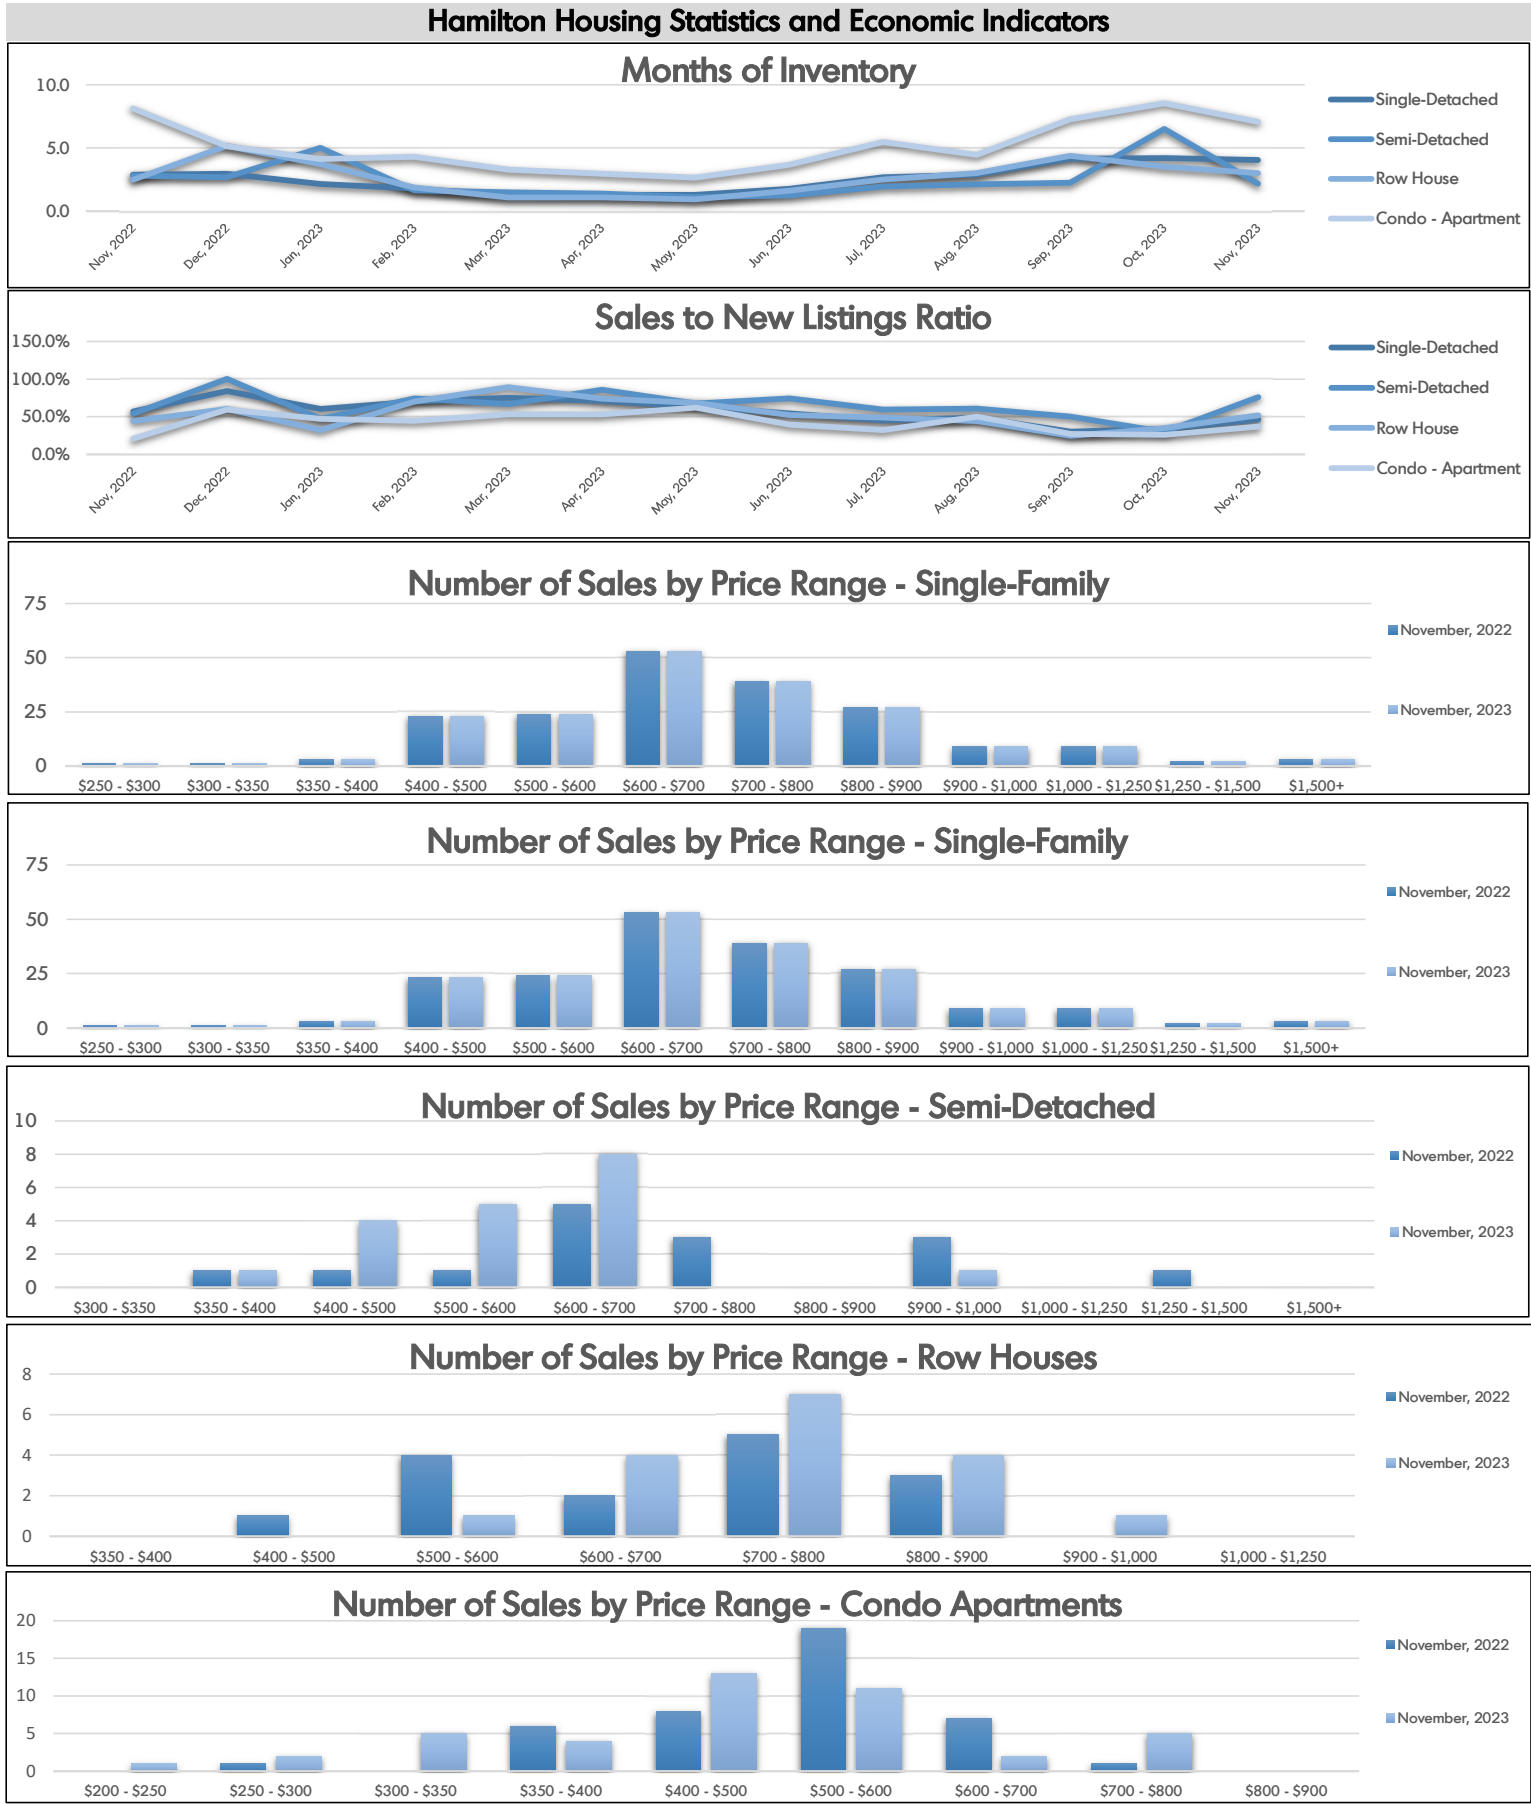 Hamilton Housing Statistics and Economic Indicators
Months of Inventory
10.0
5.0
0.0
Nov, 2022
Dec, 2022
Jan, 2023
Feb, 2023
Mar, 2023
Apr, 2023
May, 2023
Jun, 2023
Jul, 2023
Aug, 2023
Sep, 2023
Oct, 2023
Nov, 2023
Single-Detached
Semi-Detached
Row House
Condo - Apartment
Sales to New Listings Ratio
150.0%
100.0%
50.0%
0.0%
Nov, 2022
Dec, 2022
Jan, 2023
Feb, 2023
Mar, 2023
Apr, 2023
May, 2023
Jun, 2023
Jul, 2023
Aug, 2023
Sep, 2023
Oct, 2023
Nov, 2023
Single-Detached
Semi-Detached
Row House
Condo - Apartment
Number of Sales by Price Range - Single-Family
75
50
25
0
$250 - $300 $300 - $350 $350 - $400 $400 - $500 $500 - $600 $600 - $700 $700 - $800 $800 - $900 $900 - $1,000 $1,000 - $1,250 $1,250 - $1,500 $1,500+
November, 2022
November, 2023
Number of Sales by Price Range - Single-Family
75
50
25
0
$250 - $300 $300 - $350 $350 - $400 $400 - $500 $500 - $600 $600 - $700 $700 - $800 $800 - $900 $900 - $1,000 $1,000 - $1,250 $1,250 - $1,500 $1,500+
November, 2022
November, 2023
Number of Sales by Price Range - Semi-Detached
10
8
6
4
2
0
$300 - $350 $350 - $400 $400 - $500 $500 - $600 $600 - $700 $700 - $800 $800 - $900 $900 - $1,000 $1,000 - $1,250 $1,250 - $1,500 $1,500+
November, 2022
November, 2023
Number of Sales by Price Range - Row Houses
8
6
4
2
0
$350 - $400 $400 - $500 $500 - $600 $600 - $700 $700 - $800 $800 - $900 $900 - $1,000 $1,000 - $1,250
November, 2022
November, 2023
Number of Sales by Price Range - Condo Apartments
20
15
10
5
0
$200 - $250 $250 - $300 $300 - $350 $350 - $400 $400 - $500 $500 - $600 $600 - $700 $700 - $800 $800 - $900
November, 2022
November, 2023